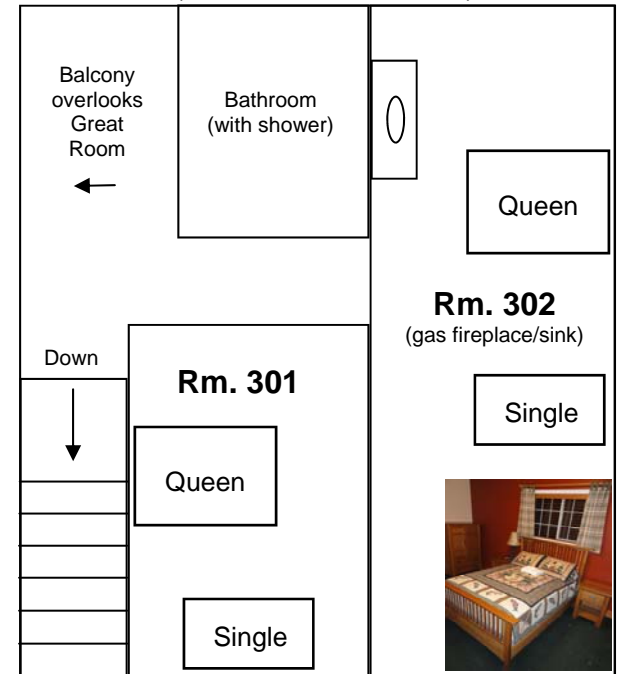 Balcony
overlooks
Great
Room
Bathroom
(with shower)
Queen
Rm. 302
(gas fireplace/sink)
Down
Rm. 301
Single
Queen
Single